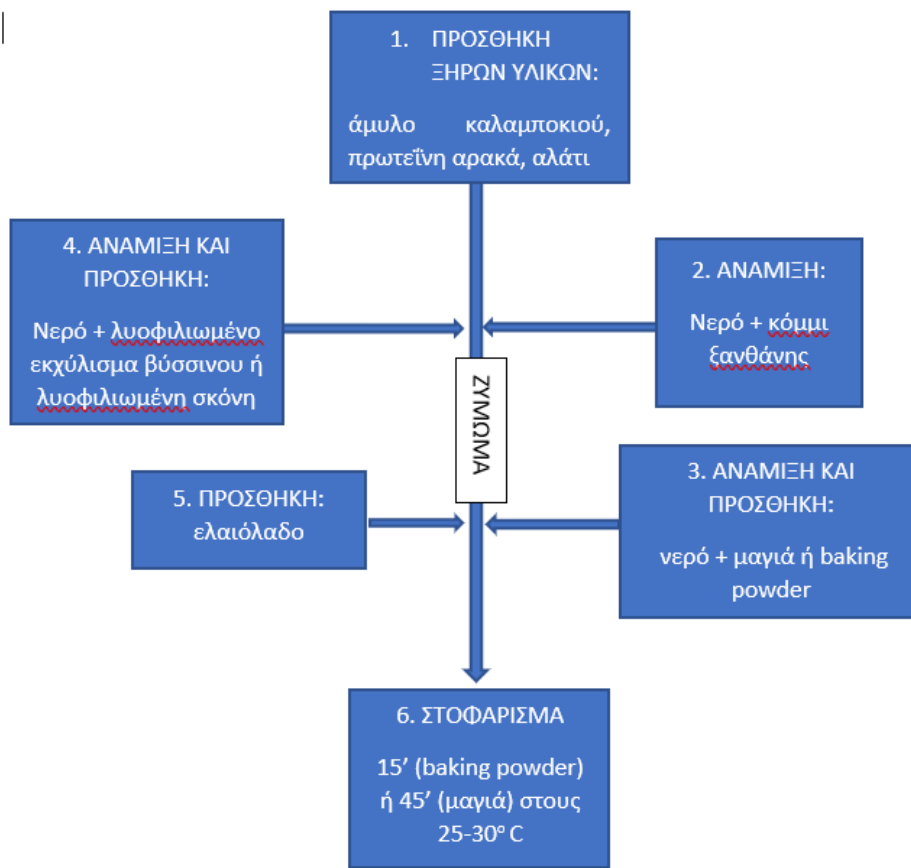 1. ΠΡΟΣΘΗΚΗ
ΞΗΡΩΝ ΥΛΙΚΩΝ:
άμυλο καλαμποκιού,
πρωτεΐνη αρακά, αλάτι
4. ΑΝΑΜΙΞΗ ΚΑΙ
ΠΡΟΣΘΗΚΗ:
Νερό + λυοφιλιωμένο
εκχύλισμα βύσσινου ή
λυοφιλιωμένη σκόνη
2. ΑΝΑΜΙΞΗ:
Νερό + κόμμι
ξανθάνης
ΖΥΜΩΜΑ
5. ΠΡΟΣΘΗΚΗ:
ελαιόλαδο
3. ΑΝΑΜΙΞΗ ΚΑΙ
ΠΡΟΣΘΗΚΗ:
νερό + μαγιά ή baking
powder
6. ΣΤΟΦΑΡΙΣΜΑ
15’ (baking powder)
ή 45’ (μαγιά) στους
25-30° C